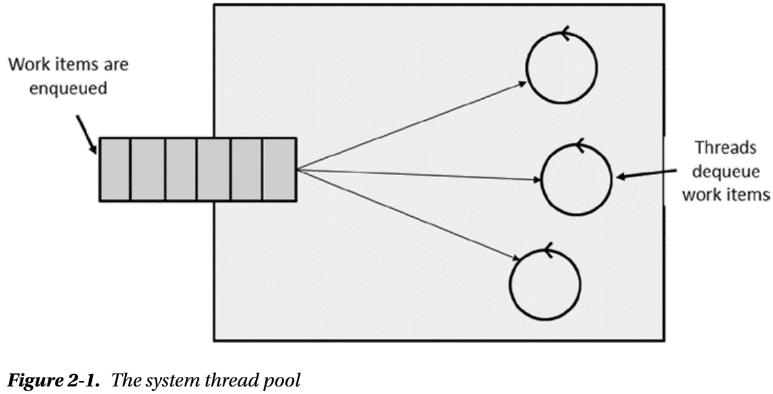 Work items are
enqueued
Threads
dequeue
work items
Figure 2-1. The system thread pool